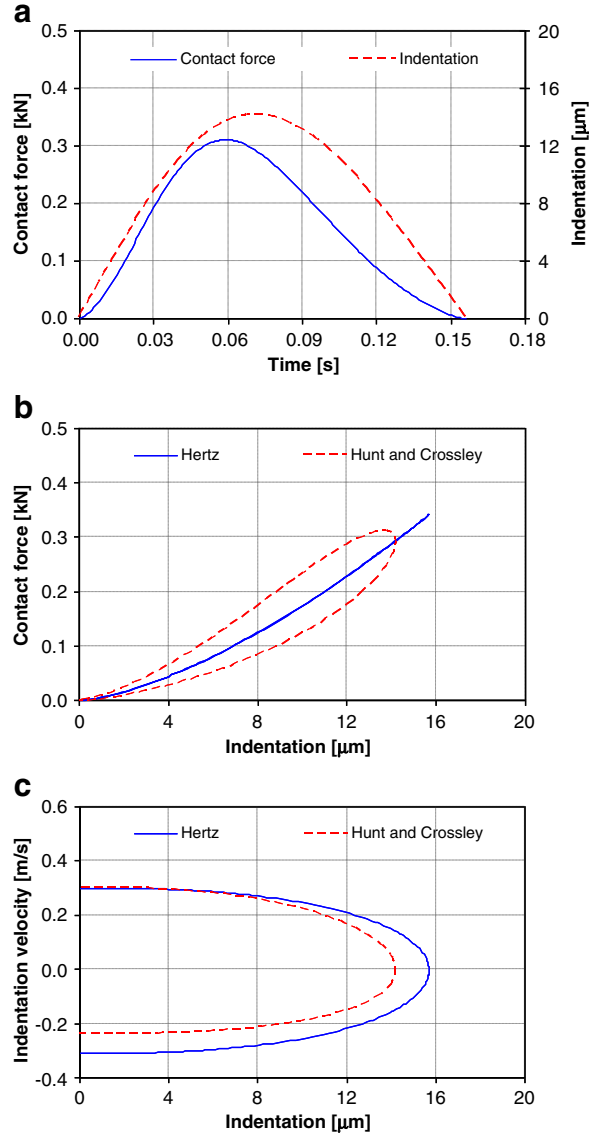 a
Contact force Indentation
Contact force [kN]
0.5
0.4
0.3
0.2
0.1
0.0
Indentation [μm]
20
16
12
8
4
0
0.00 0.03 0.06 0.09 0.12 0.15 0.18
Time [s]
b
Hertz Hunt and Crossley
Contact force [kN]
0.5
0.4
0.3
0.2
0.1
0.0
0 4 8 12 16 20
Indentation [μm]
c
Hertz Hunt and Crossley
Indentation velocity [m/s]
0.6
0.4
0.2
0.0
-0.2
-0.4
0 4 8 12 16 20
Indentation [μm]